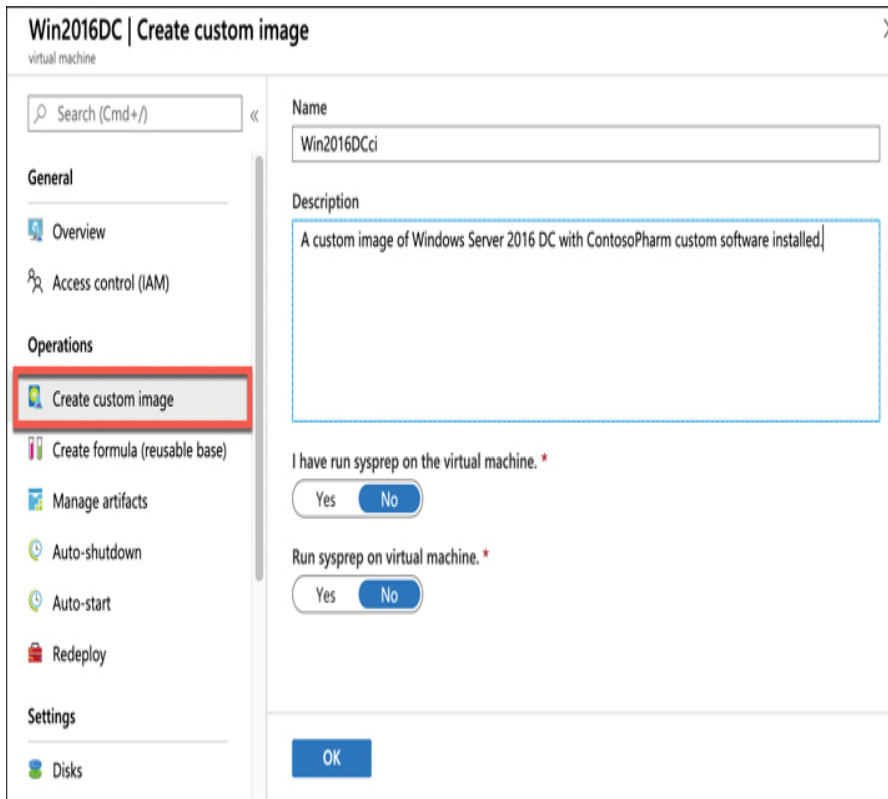 Win2016DC | Create custom image
virtual machine
Search (Cmd+/)
«
General
Overview
Access control (IAM)
Operations
Create custom image
Create formula (reusable base)
Manage artifacts
Auto-shutdown
Auto-start
Redeploy
Settings
Disks
Name
Win2016DCci
Description
A custom image of Windows Server 2016 DC with ContosoPharm custom software installed.
I have run sysprep on the virtual machine. *
Yes No
Run sysprep on virtual machine. *
Yes No
OK